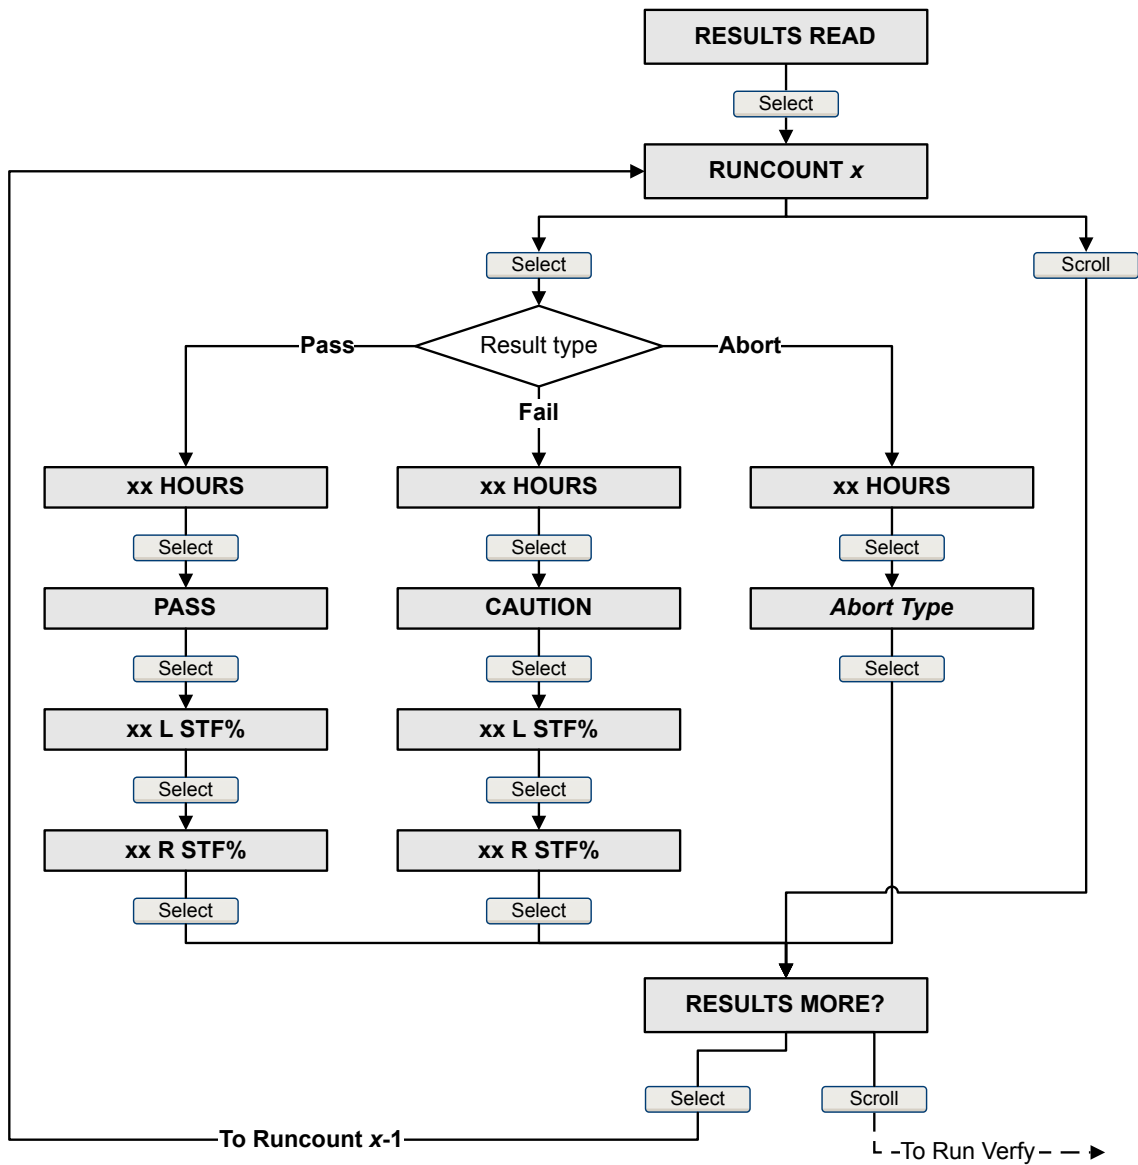 RESULTS READ
Select
RUNCOUNT x
Select
Scroll
Pass
Result type
Abort
Fail
xx HOURS
xx HOURS
xx HOURS
Select
Select
Select
PASS
CAUTION
Abort Type
Select
Select
Select
xx L STF%
xx L STF%
Select
Select
xx R STF%
xx R STF%
Select
Select
RESULTS MORE?
Select
Scroll
To Runcount x-1
To Run Verfy